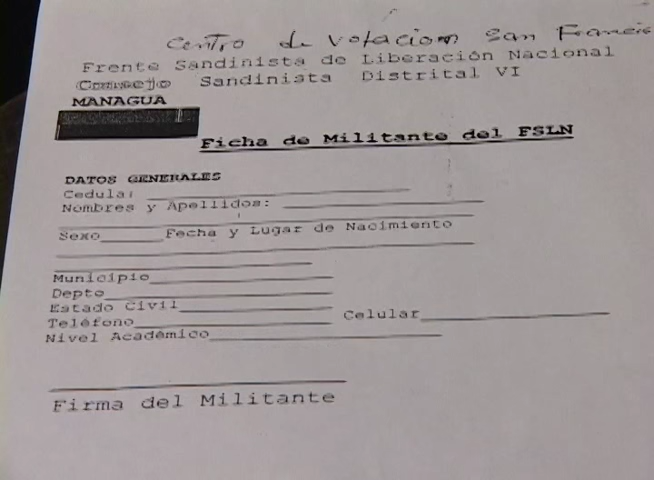 Centro de votacion San Francis
Frente Sandinista de Liberación Nacional
Consejo Sandinista Distrital VI
MANAGUA
Ficha de Militante del FSLN
DATOS GENERALES
Cedula:
Nombres y Apellidos:
Sexo______Fecha y Lugar de Nacimiento
Municipio
Depto
Estado Civil
Teléfono Celular
Nivel Académico
Firma del Militante